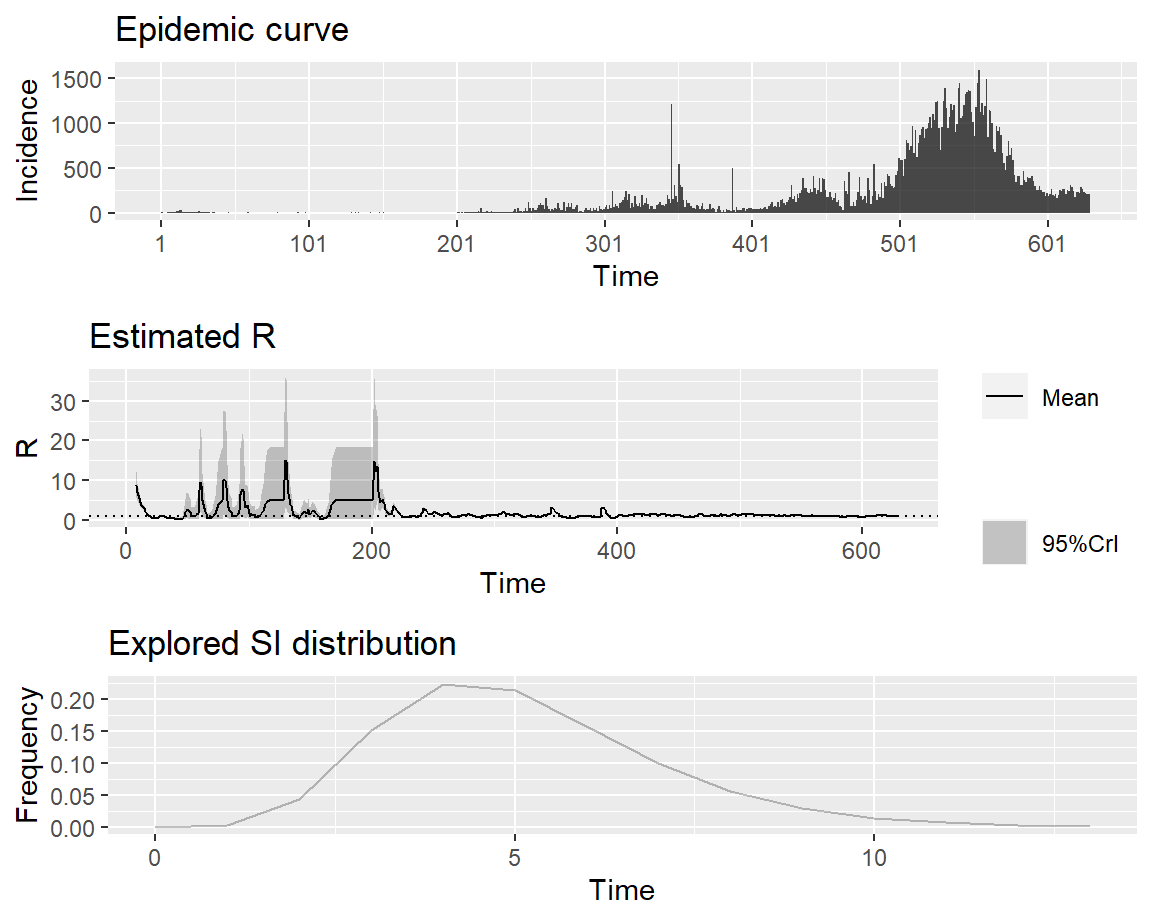 Epidemic curve
Incidence
1500
1000
500
0
1 101 201 301 401 501 601
Time
Estimated R
R
30
20
10
0
0 200 400 600
Time
Mean
95%CrI
Explored SI distribution
Frequency
0.20
0.15
0.10
0.05
0.00
0 5 10
Time